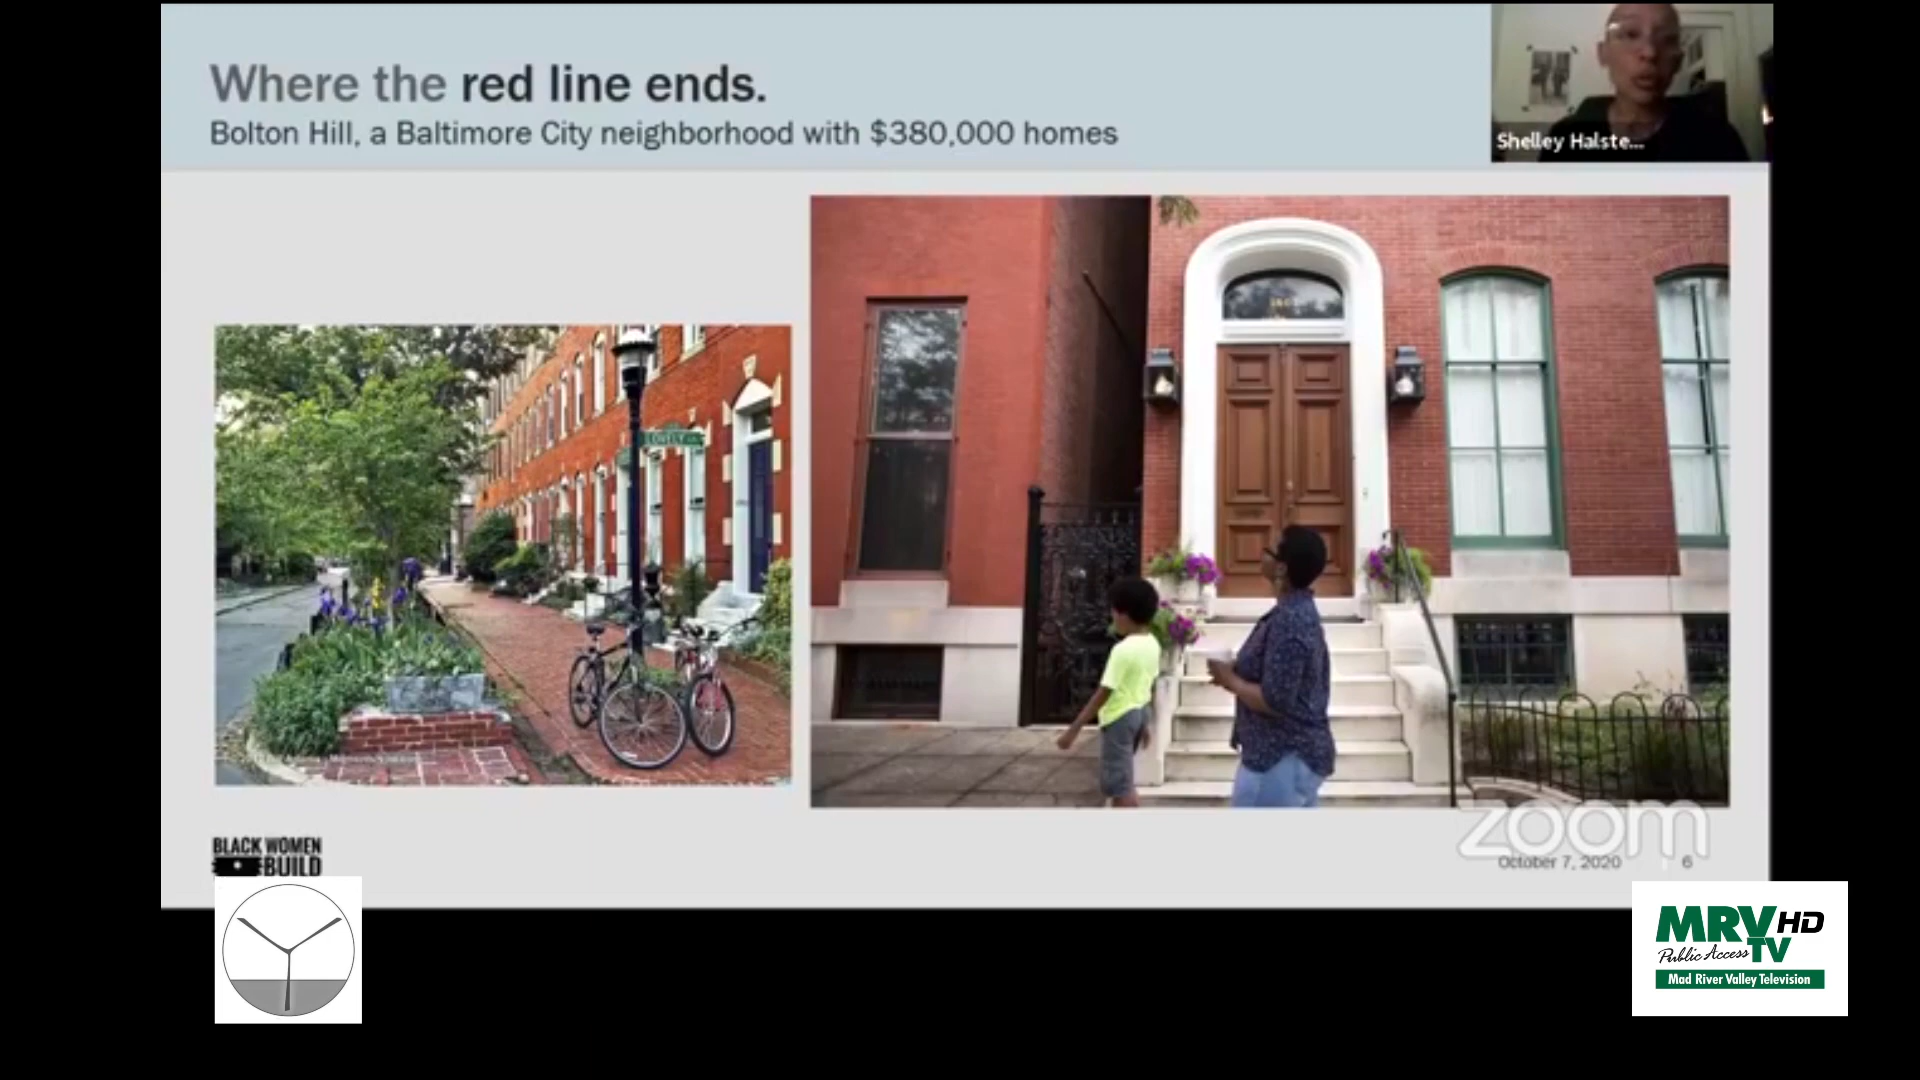 Where the red line ends.
Bolton Hill, a Baltimore City neighborhood with $380,000 homes
Shelley Halste...
LOVELY
BLACK WOMEN
BUILD
zoom
October 7, 2020
6
MRV HD
Public Access TV
Mad River Valley Television